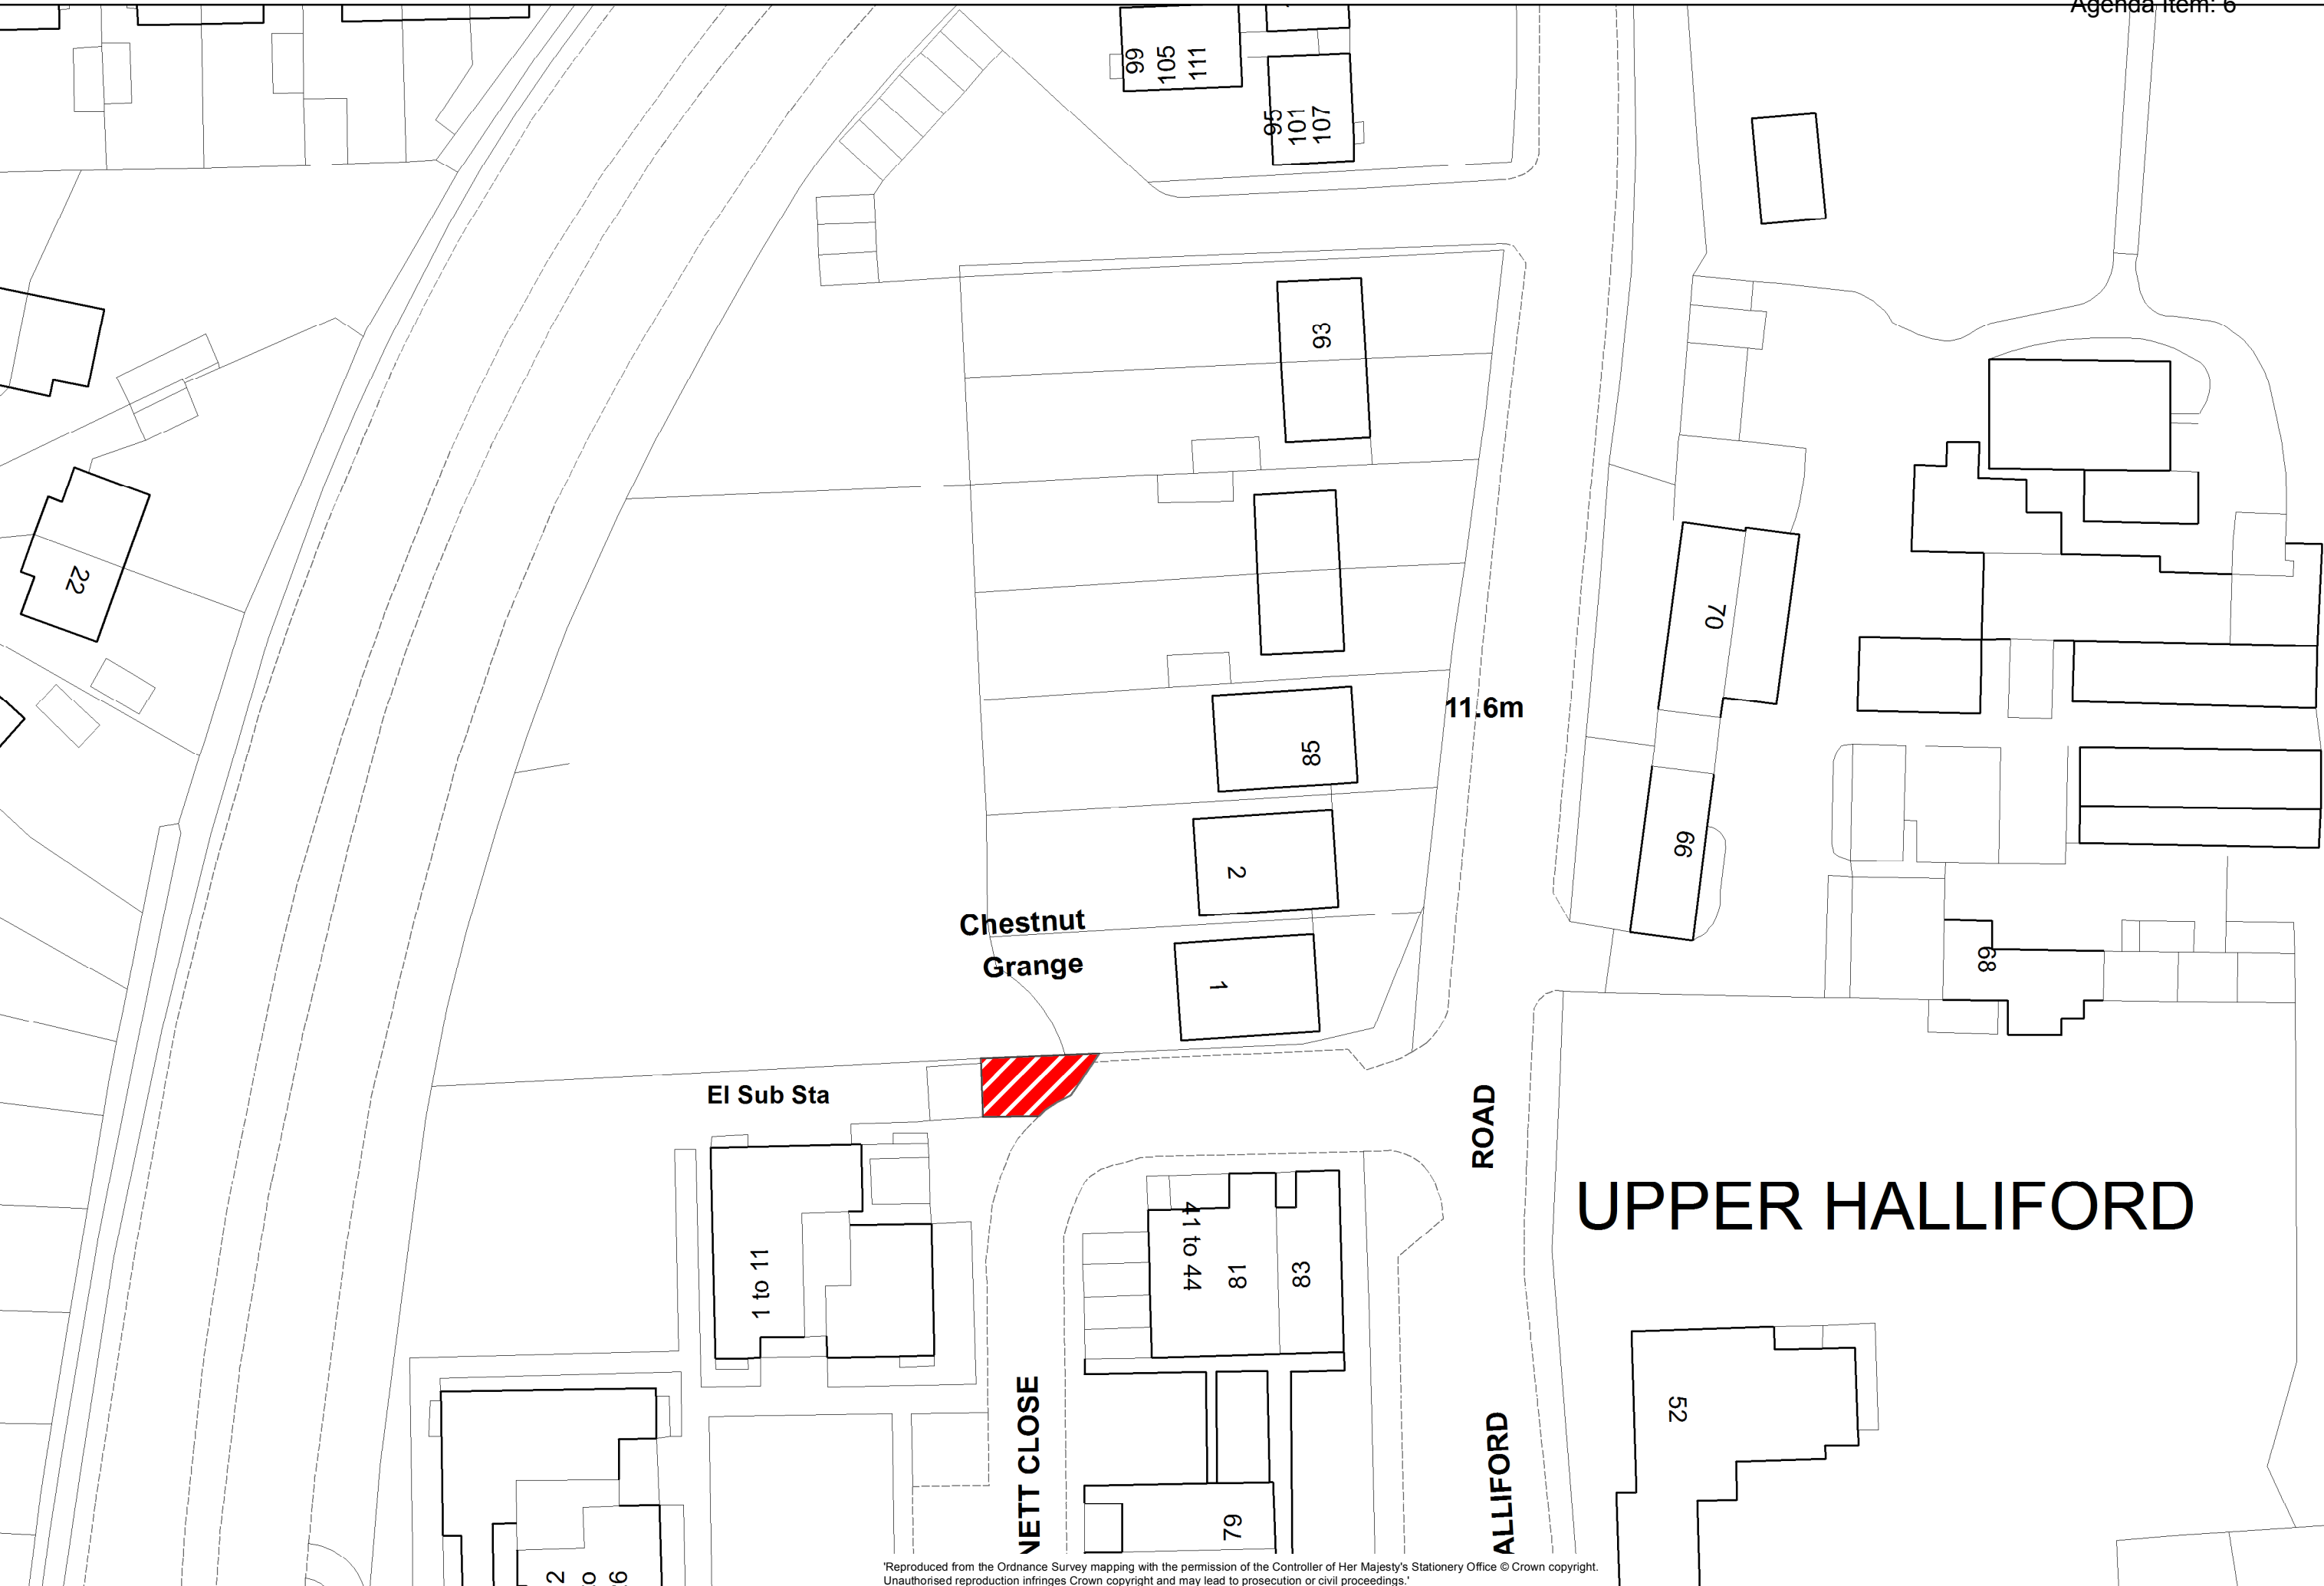 Agenda Item: 6
99
105
111
95
101
107
93
22
70
11.6m
85
66
2
Chestnut
Grange
68
1
El Sub Sta
ROAD
UPPER HALLIFORD
41 to 44
81
83
1 to 11
52
NETT CLOSE
ALLIFORD
79
2
o
6
'Reproduced from the Ordnance Survey mapping with the permission of the Controller of Her Majesty's Stationery Office © Crown copyright.
Unauthorised reproduction infringes Crown copyright and may lead to prosecution or civil proceedings.'